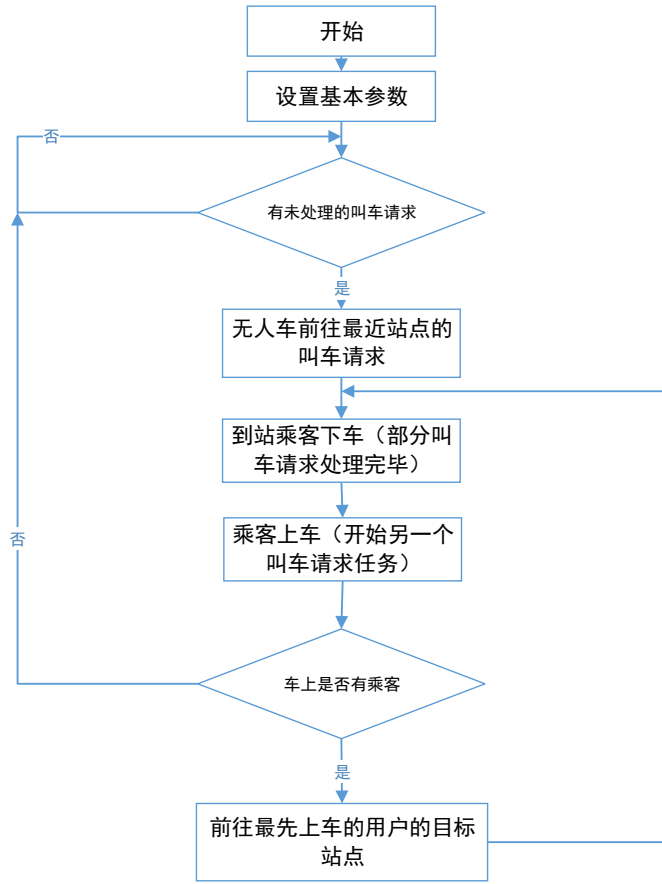 开始
设置基本参数
否
有未处理的叫车请求
是
无人车前往最近站点的
叫车请求
到站乘客下车（部分叫
车请求处理完毕）
乘客上车（开始另一个
叫车请求任务）
否
车上是否有乘客
是
前往最先上车的用户的目标
站点